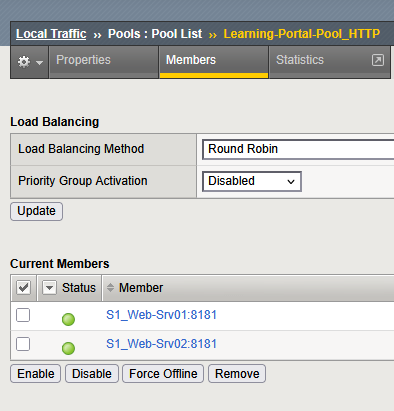 Local Traffic ›› Pools : Pool List ›› Learning-Portal-Pool_HTTP
Properties Members Statistics
Load Balancing
Load Balancing Method Round Robin
Priority Group Activation Disabled
Update
Current Members
Status Member
S1_Web-Srv01:8181
S1_Web-Srv02:8181
Enable Disable Force Offline Remove